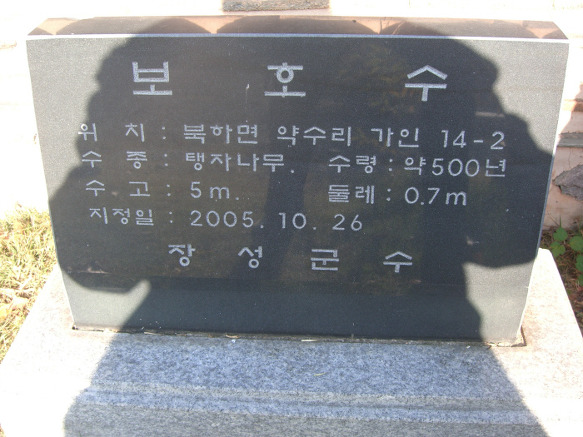 보 호 수
위 치 : 북하면 약수리 가인 14-2
수 종 : 탱자나무. 수령 : 약500년
수 고 : 5m. 둘레 : 0.7m
지정일 : 2005. 10. 26
장 성 군 수